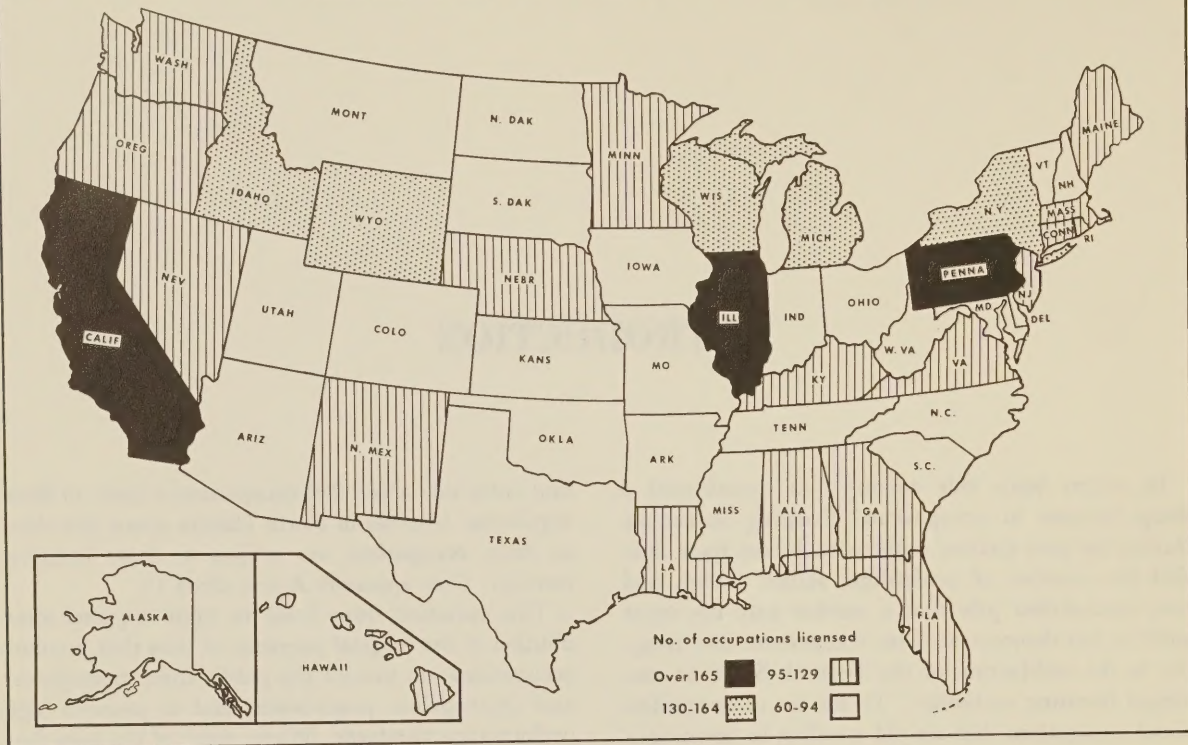 WASH
MONT
N. DAK
MINN
MAINE
OREG
IDAHO
WYO
S. DAK
WIS
MICH
N.Y.
VT
NH
MASS
CONN
RI
NEV
UTAH
COLO
NEBR
IOWA
ILL
IND
OHIO
PENNA
NJ
MD
DEL
CALIF
KANS
MO
KY
W. VA
VA
ARIZ
N. MEX
OKLA
ARK
TENN
N.C.
S.C.
TEXAS
LA
MISS
ALA
GA
FLA
ALASKA
HAWAII
No. of occupations licensed
Over 165 95-129
130-164 60-94